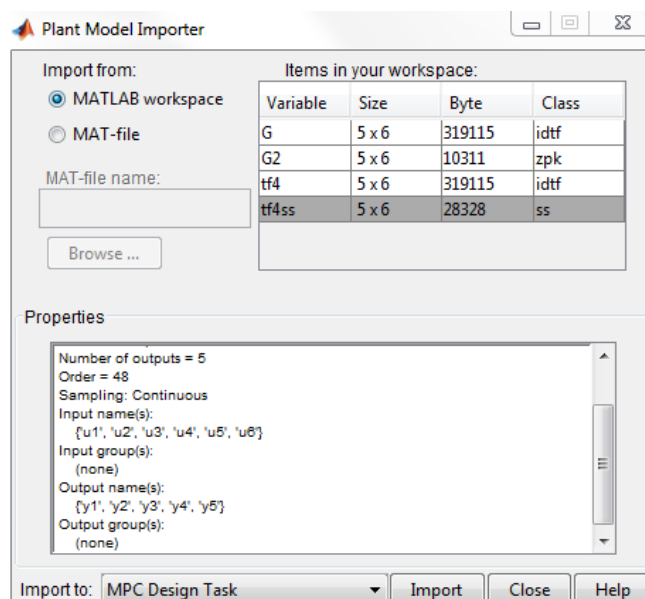 Plant Model Importer
Import from:
MATLAB workspace
MAT-file
MAT-file name:
Browse ...
Items in your workspace:
Variable Size Byte Class
G 5 x 6 319115 idtf
G2 5 x 6 10311 zpk
tf4 5 x 6 319115 idtf
tf4ss 5 x 6 28328 ss
Properties
Number of outputs = 5
Order = 48
Sampling: Continuous
Input name(s):
{'u1', 'u2', 'u3', 'u4', 'u5', 'u6'}
Input group(s):
(none)
Output name(s):
{'y1', 'y2', 'y3', 'y4', 'y5'}
Output group(s):
(none)
Import to: MPC Design Task Import Close Help